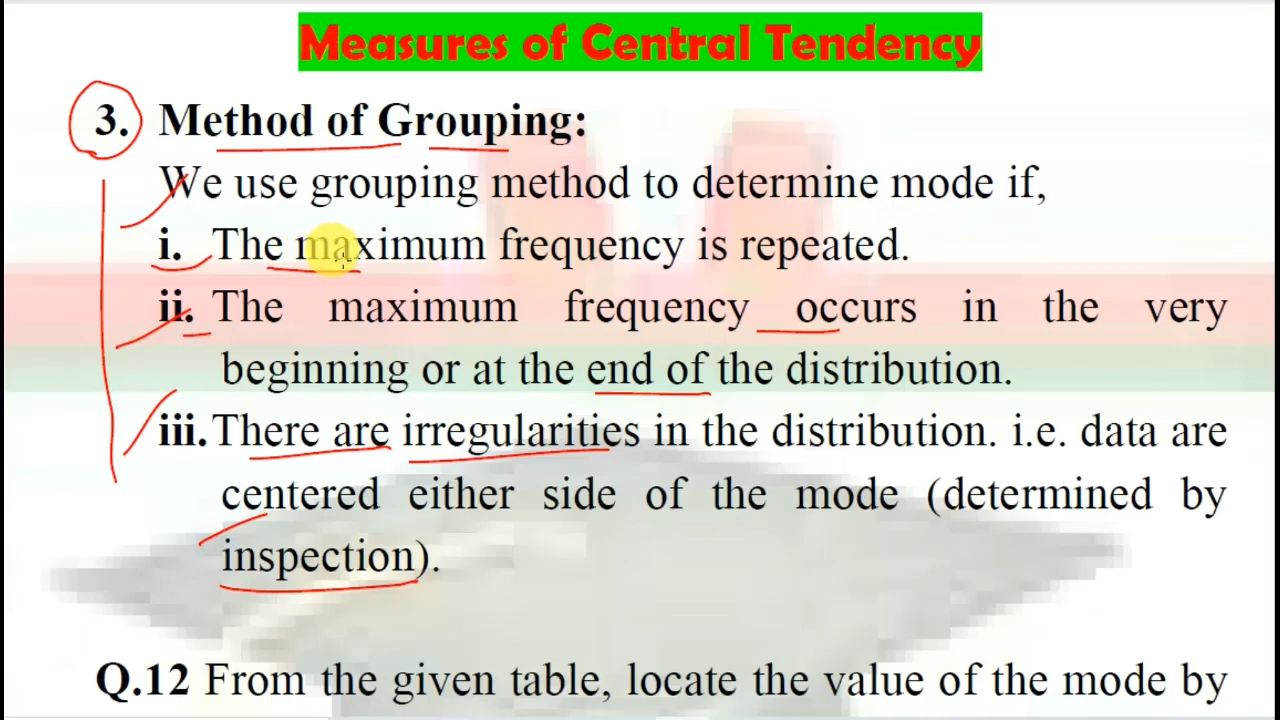 Measures of Central Tendency
3. Method of Grouping:
We use grouping method to determine mode if,
i. The maximum frequency is repeated.
ii. The maximum frequency occurs in the very
beginning or at the end of the distribution.
iii. There are irregularities in the distribution. i.e. data are
centered either side of the mode (determined by
inspection).
Q.12 From the given table, locate the value of the mode by